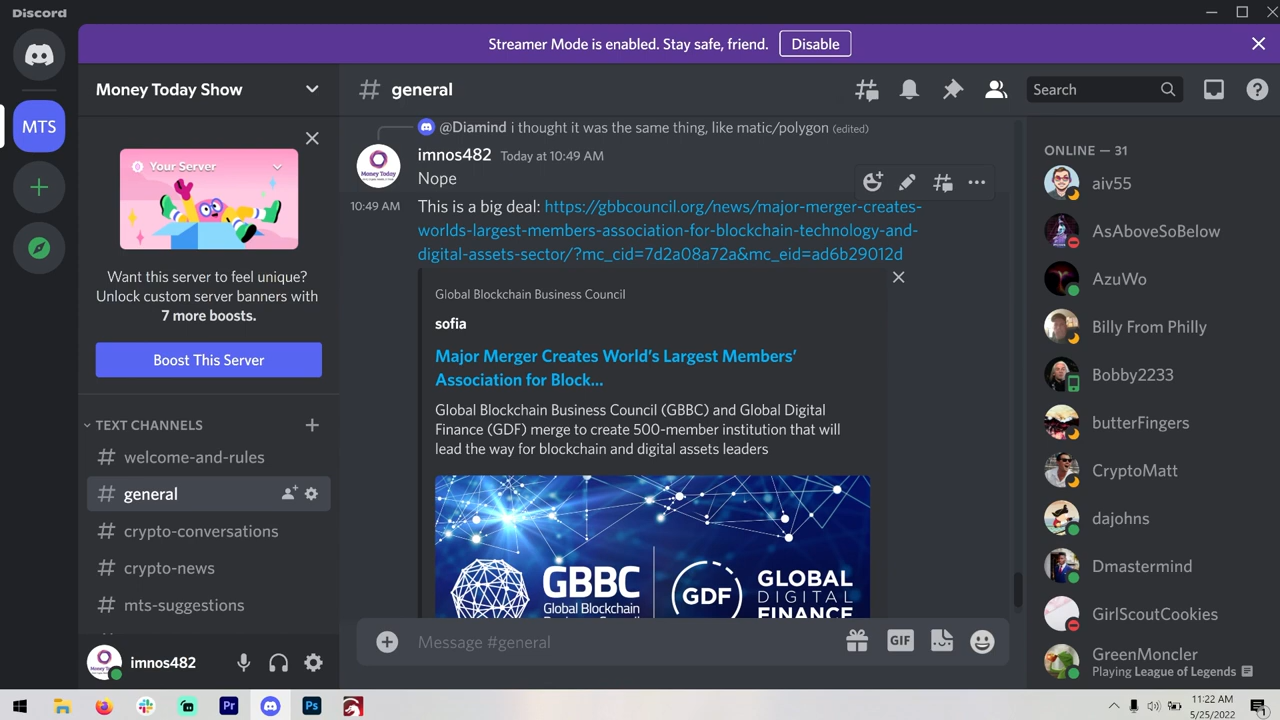 Discord
Streamer Mode is enabled. Stay safe, friend.
Disable
MTS
Money Today Show
Your Server
Want this server to feel unique?
Unlock custom server banners with
7 more boosts.
Boost This Server
TEXT CHANNELS
# welcome-and-rules
# general
# crypto-conversations
# crypto-news
# mts-suggestions
imnos482
# general
Search
@Diamind i thought it was the same thing, like matic/polygon (edited)
Money Today
imnos482 Today at 10:49 AM
Nope
10:49 AM
This is a big deal: https://gbbcouncil.org/news/major-merger-creates-
worlds-largest-members-association-for-blockchain-technology-and-
digital-assets-sector/?mc_cid=7d2a08a72a&mc_eid=ad6b29012d
Global Blockchain Business Council
sofia
Major Merger Creates World’s Largest Members’
Association for Block...
Global Blockchain Business Council (GBBC) and Global Digital
Finance (GDF) merge to create 500-member institution that will
lead the way for blockchain and digital assets leaders
GBBC
Global Blockchain
GDF
GLOBAL
DIGITAL
FINANCE
Message #general
GIF
ONLINE — 31
aiv55
AsAboveSoBelow
AzuWo
Billy From Philly
Bobby2233
butterFingers
CryptoMatt
dajohns
Dmastermind
GirlScoutCookies
GreenMoncler
Playing League of Legends
Pr
Ps
11:22 AM
5/25/2022